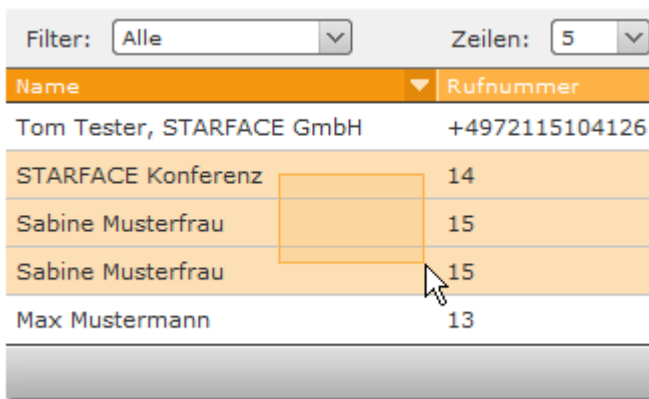 Filter: Alle Zeilen: 5
Name Rufnummer
Tom Tester, STARFACE GmbH +4972115104126
STARFACE Konferenz 14
Sabine Musterfrau 15
Sabine Musterfrau 15
Max Mustermann 13